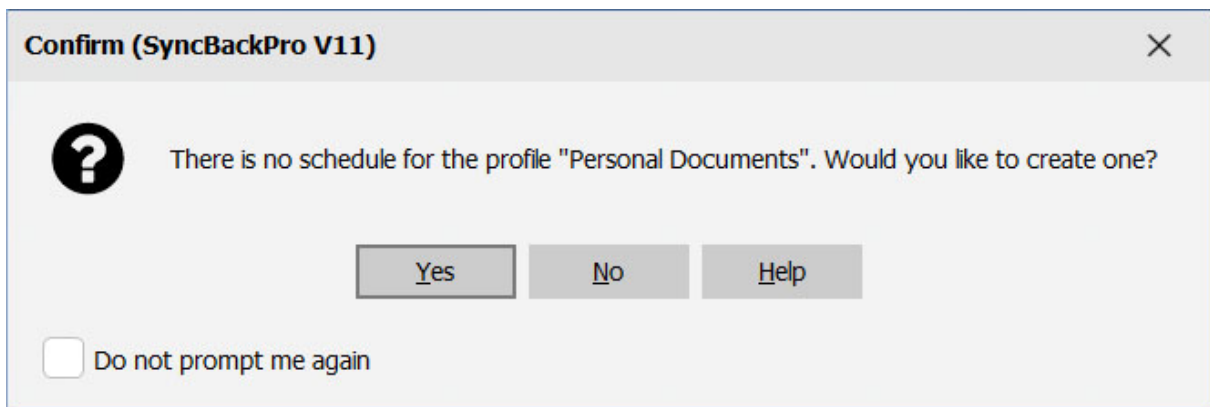 Confirm (SyncBackPro V11)
There is no schedule for the profile "Personal Documents". Would you like to create one?
Yes
No
Help
Do not prompt me again